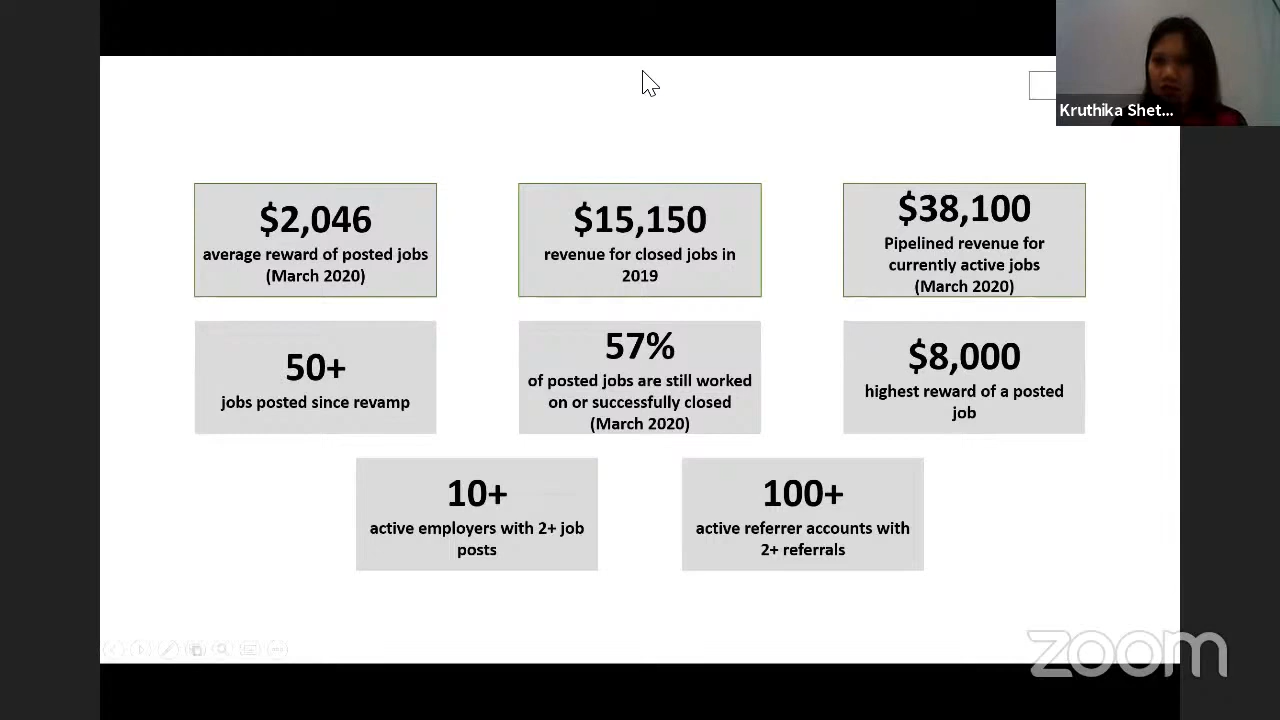 Kruthika Shet...
$2,046
average reward of posted jobs
(March 2020)
$15,150
revenue for closed jobs in
2019
$38,100
Pipelined revenue for
currently active jobs
(March 2020)
50+
jobs posted since revamp
57%
of posted jobs are still worked
on or successfully closed
(March 2020)
$8,000
highest reward of a posted
job
10+
active employers with 2+ job
posts
100+
active referrer accounts with
2+ referrals
zoom